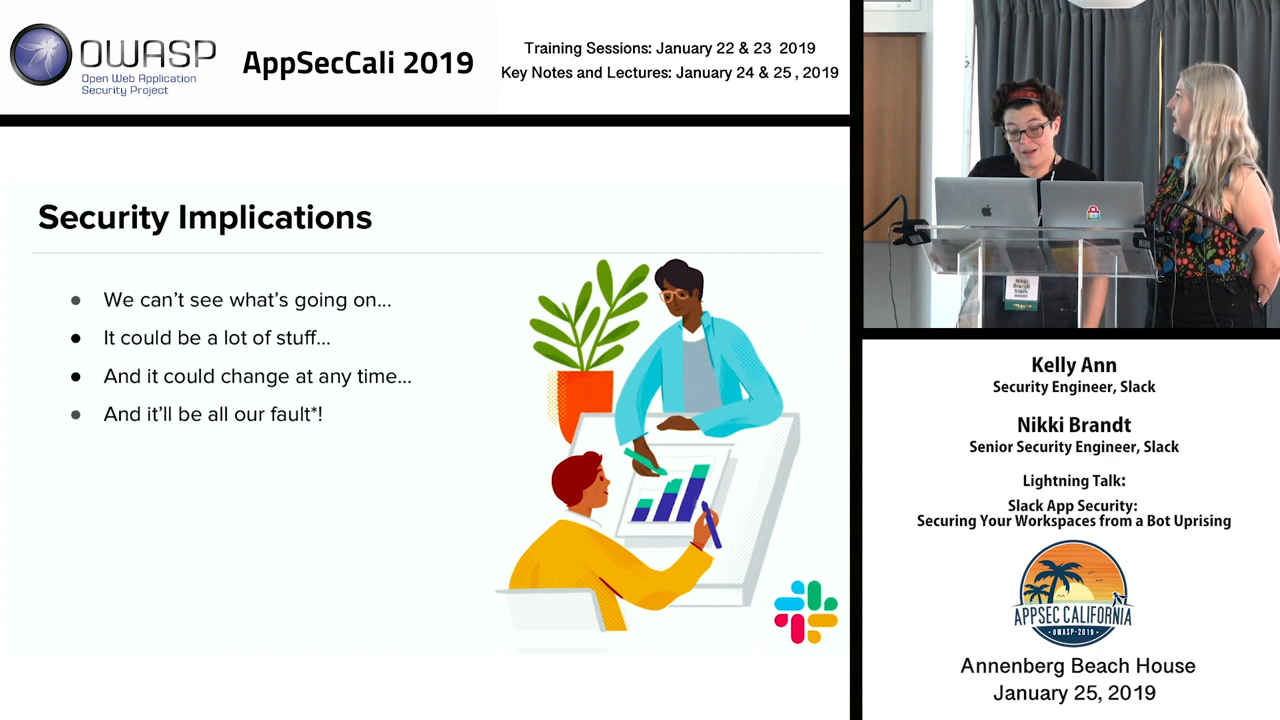 OWASP
Open Web Application
Security Project
AppSecCali 2019
Training Sessions: January 22 & 23 2019
Key Notes and Lectures: January 24 & 25 , 2019
Security Implications
We can't see what's going on...
It could be a lot of stuff...
And it could change at any time...
And it'll be all our fault*!
Nikki
Brandt
Slack
Kelly Ann
Security Engineer, Slack
Nikki Brandt
Senior Security Engineer, Slack
Lightning Talk:
Slack App Security:
Securing Your Workspaces from a Bot Uprising
APPSEC CALIFORNIA
• OWASP-2019 •
Annenberg Beach House
January 25, 2019